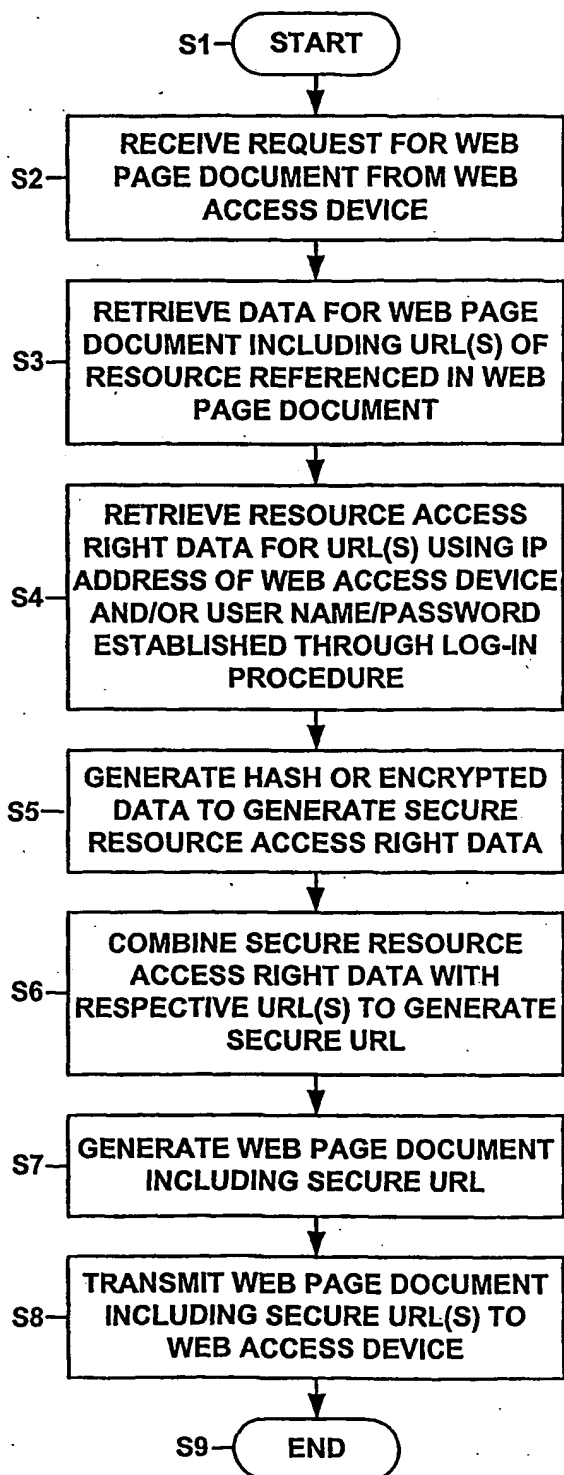 S1 START
S2 RECEIVE REQUEST FOR WEB
PAGE DOCUMENT FROM WEB
ACCESS DEVICE
S3 RETRIEVE DATA FOR WEB PAGE
DOCUMENT INCLUDING URL(S) OF
RESOURCE REFERENCED IN WEB
PAGE DOCUMENT
S4 RETRIEVE RESOURCE ACCESS
RIGHT DATA FOR URL(S) USING IP
ADDRESS OF WEB ACCESS DEVICE
AND/OR USER NAME/PASSWORD
ESTABLISHED THROUGH LOG-IN
PROCEDURE
S5 GENERATE HASH OR ENCRYPTED
DATA TO GENERATE SECURE
RESOURCE ACCESS RIGHT DATA
S6 COMBINE SECURE RESOURCE
ACCESS RIGHT DATA WITH
RESPECTIVE URL(S) TO GENERATE
SECURE URL
S7 GENERATE WEB PAGE DOCUMENT
INCLUDING SECURE URL
S8 TRANSMIT WEB PAGE DOCUMENT
INCLUDING SECURE URL(S) TO
WEB ACCESS DEVICE
S9 END